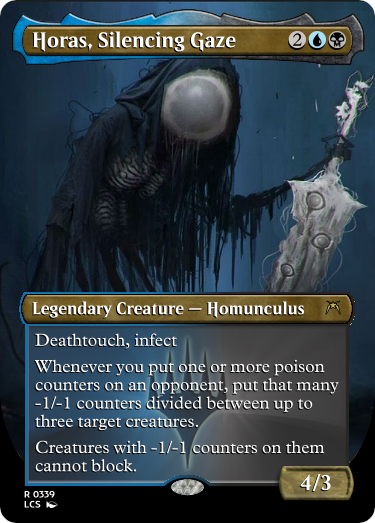 Horas, Silencing Gaze 2
Legendary Creature — Homunculus
Deathtouch, infect
Whenever you put one or more poison
counters on an opponent, put that many
-1/-1 counters divided between up to
three target creatures.
Creatures with -1/-1 counters on them
cannot block.
4/3
R 0339
LCS